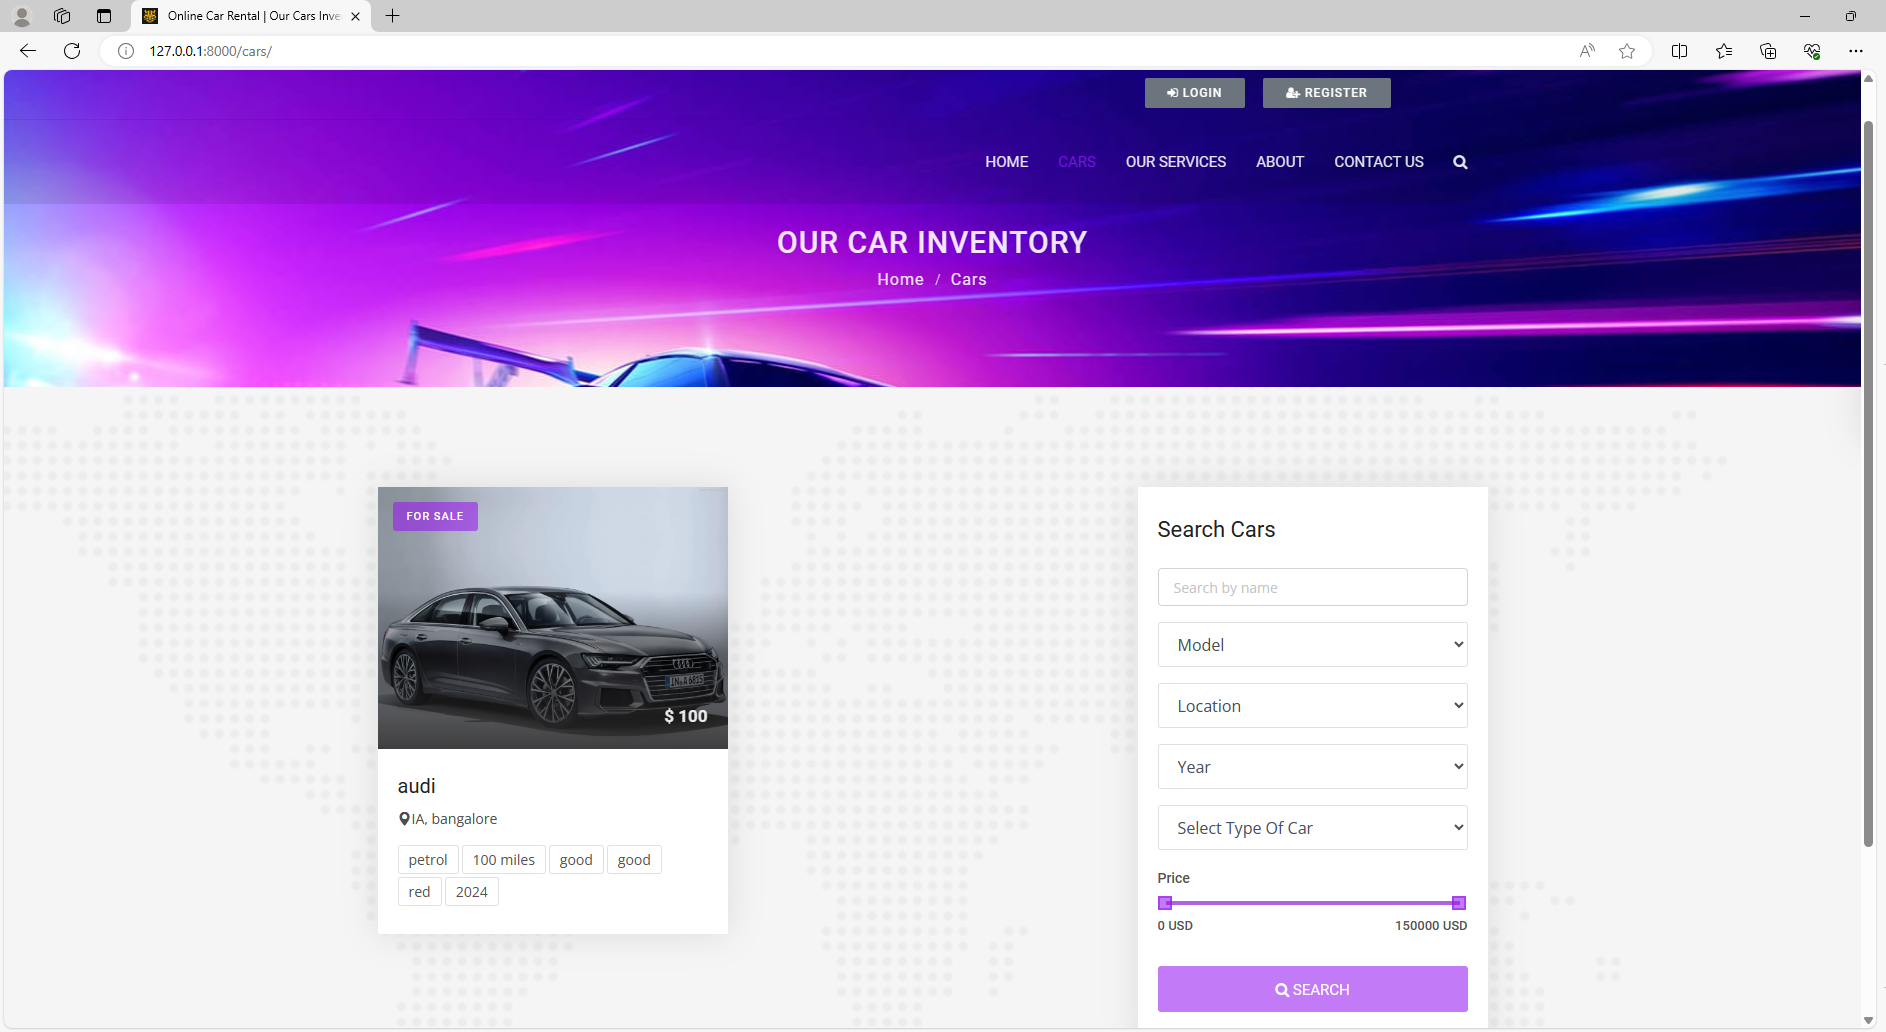 Online Car Rental | Our Cars Inve
127.0.0.1:8000/cars/
LOGIN
REGISTER
HOME
CARS
OUR SERVICES
ABOUT
CONTACT US
OUR CAR INVENTORY
Home / Cars
FOR SALE
IN·A 6815
$ 100
audi
IA, bangalore
petrol
100 miles
good
good
red
2024
Search Cars
Search by name
Model
Location
Year
Select Type Of Car
Price
0 USD
150000 USD
SEARCH